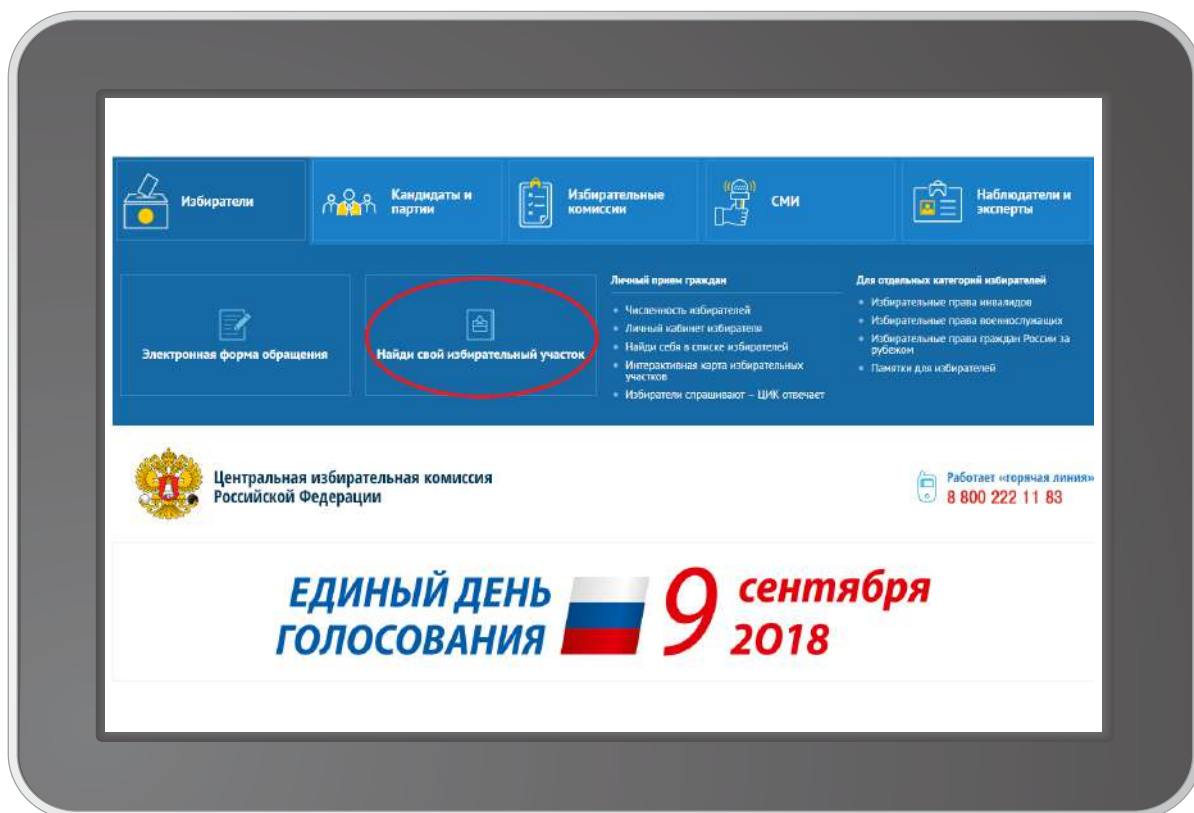 Избиратели
Кандидаты и
партии
Избирательные
комиссии
СМИ
Наблюдатели и
эксперты
Электронная форма обращения
Найди свой избирательный участок
Личный прием граждан
Численность избирателей
Личный кабинет избирателя
Найди себя в списке избирателей
Интерактивная карта избирательных
участков
Избиратели спрашивают – ЦИК отвечает
Для отдельных категорий избирателей
Избирательные права инвалидов
Избирательные права военнослужащих
Избирательные права граждан России за
рубежом
Памятки для избирателей
Центральная избирательная комиссия
Российской Федерации
Работает «горячая линия»
8 800 222 11 83
ЕДИНЫЙ ДЕНЬ
ГОЛОСОВАНИЯ
9 сентября
2018